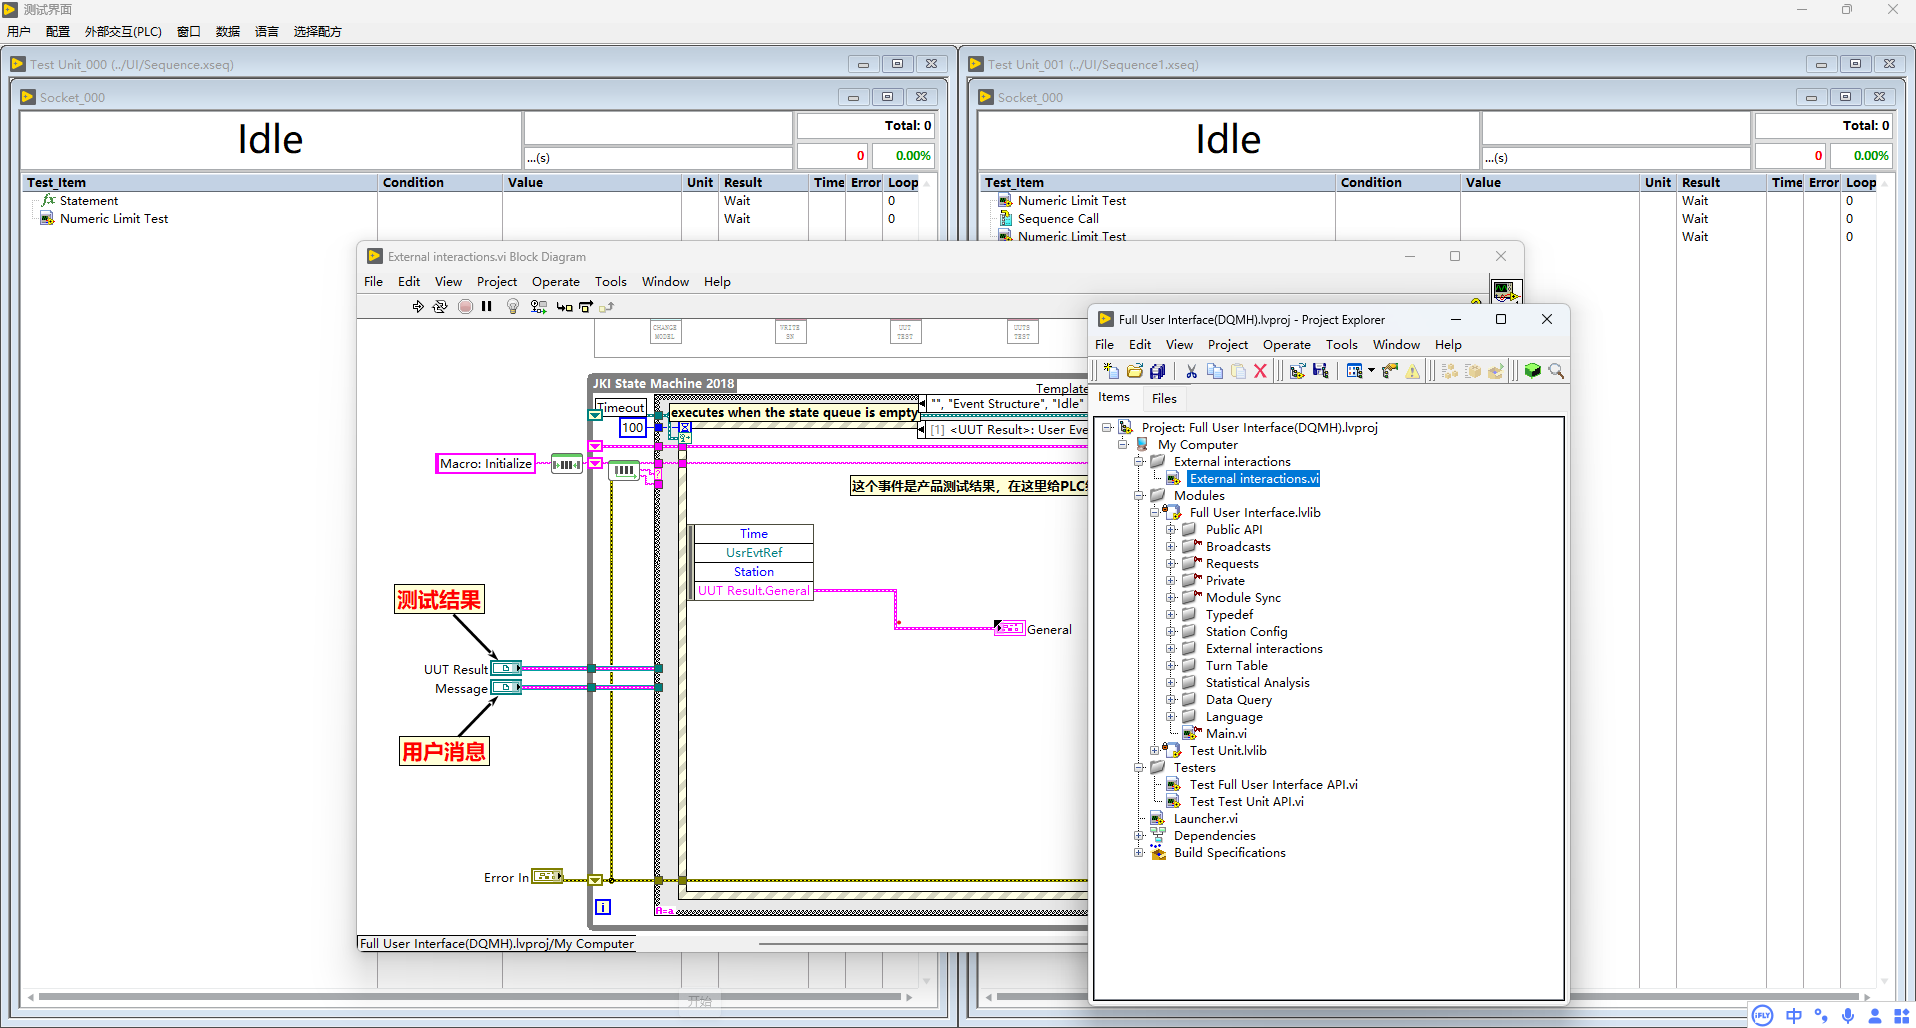 测试界面
用户 配置 外部交互(PLC) 窗口 数据 语言 选择配方
Test Unit_000 (../UI/Sequence.xseq)
Socket_000
Idle
Total: 0
...(s)
0 0.00%
Test_Item Condition Value Unit Result Time Error Loop
fx Statement Wait 0
Numeric Limit Test Wait 0
Test Unit_001 (../UI/Sequence1.xseq)
Socket_000
Idle
Total: 0
...(s)
0 0.00%
Test_Item Condition Value Unit Result Time Error Loop
Numeric Limit Test Wait 0
Sequence Call Wait 0
Numeric Limit Test Wait 0
External interactions.vi Block Diagram
File Edit View Project Operate Tools Window Help
CHANGE MODEL
WRITE SN
UUT TEST
UUTS TEST
JKI State Machine 2018
Template
Timeout
100
executes when the state queue is empty
"", "Event Structure", "Idle"
[1] <UUT Result>: User Eve
Macro: Initialize
这个事件是产品测试结果，在这里给PLC
Time
UsrEvtRef
Station
UUT Result.General
General
测试结果
UUT Result
Message
用户消息
Error In
i
A=a
Full User Interface(DQMH).lvproj/My Computer
开始
Full User Interface(DQMH).lvproj - Project Explorer
File Edit View Project Operate Tools Window Help
Items Files
Project: Full User Interface(DQMH).lvproj
My Computer
External interactions
External interactions.vi
Modules
Full User Interface.lvlib
Public API
Broadcasts
Requests
Private
Module Sync
Typedef
Station Config
External interactions
Turn Table
Statistical Analysis
Data Query
Language
Main.vi
Test Unit.lvlib
Testers
Test Full User Interface API.vi
Test Test Unit API.vi
Launcher.vi
Dependencies
Build Specifications
iFLY 中